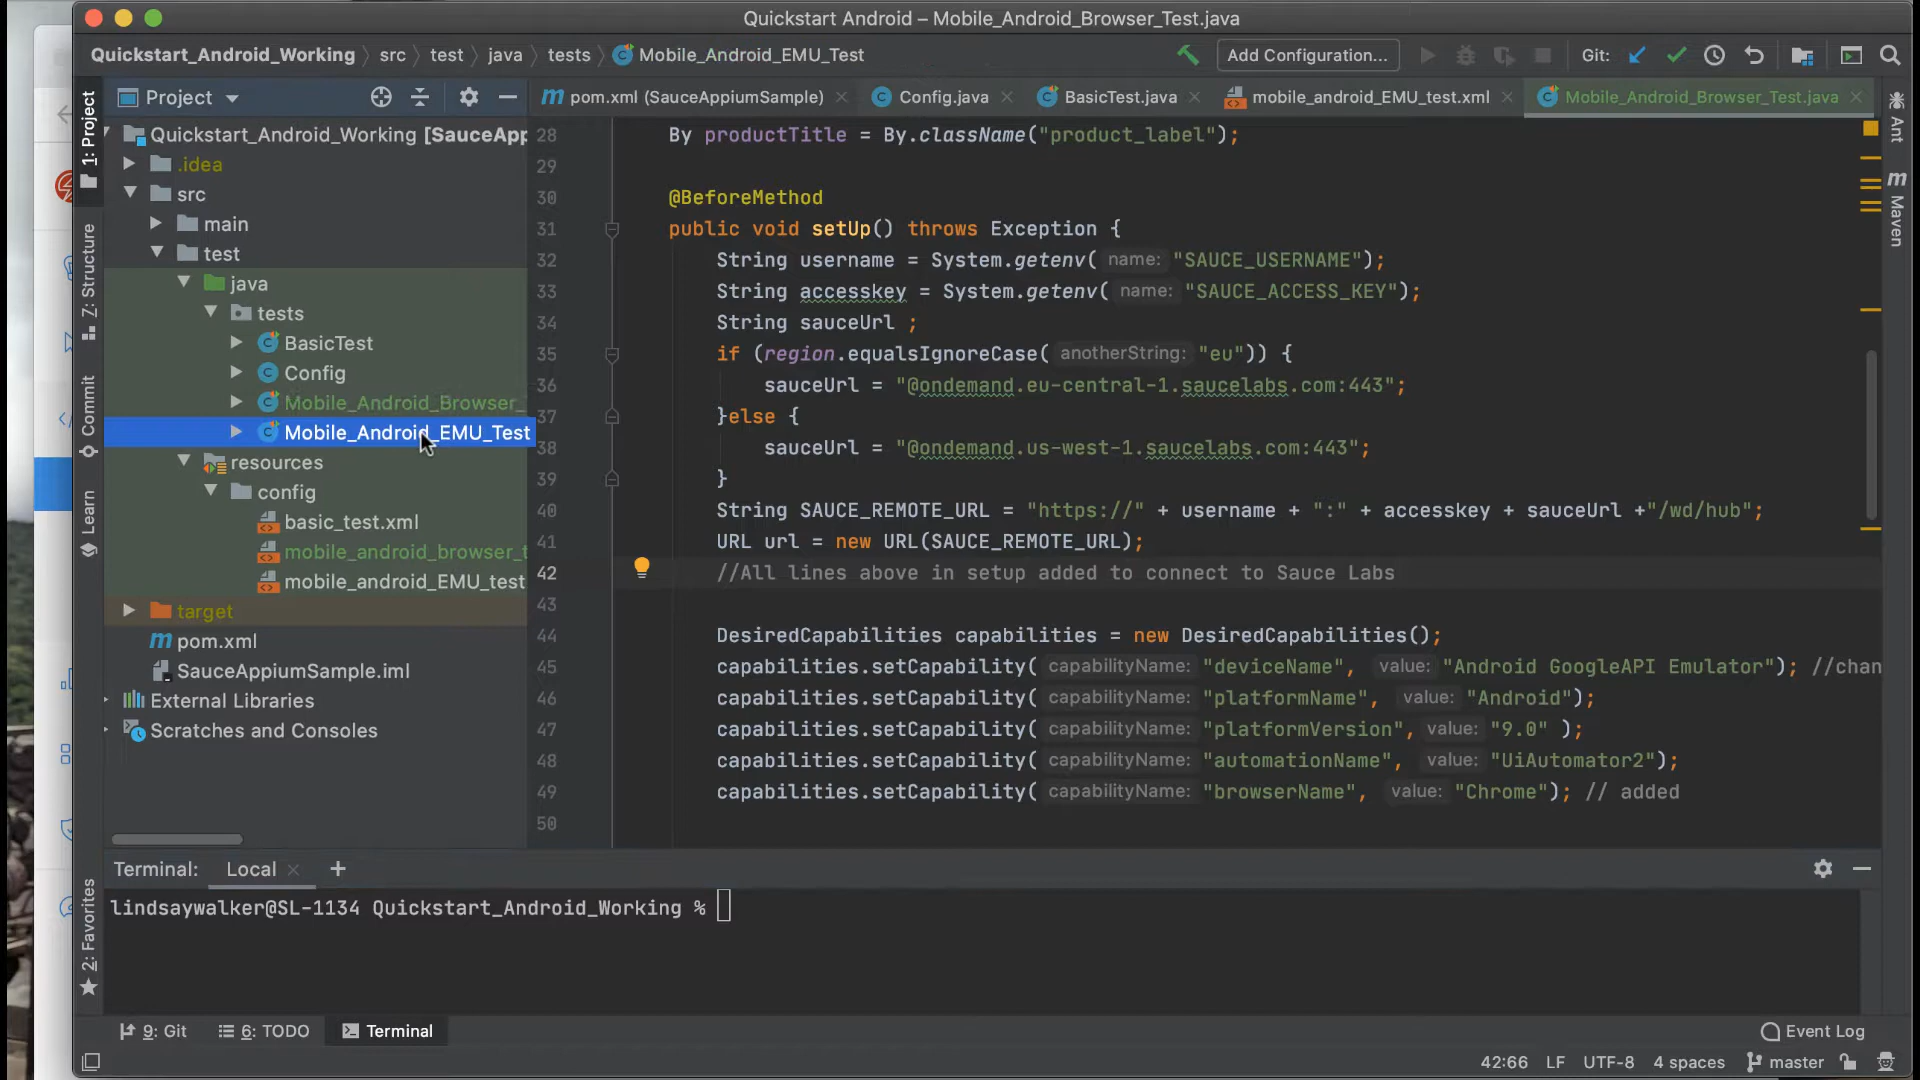 Quickstart Android – Mobile_Android_Browser_Test.java
Quickstart_Android_Working src test java tests Mobile_Android_EMU_Test Add Configuration... Git:
Project pom.xml (SauceAppiumSample) Config.java BasicTest.java mobile_android_EMU_test.xml Mobile_Android_Browser_Test.java
1: Project
Z: Structure
Commit
Learn
2: Favorites
Quickstart_Android_Working [SauceApp
.idea
src
main
test
java
tests
BasicTest
Config
Mobile_Android_Browser_
Mobile_Android_EMU_Test
resources
config
basic_test.xml
mobile_android_browser_t
mobile_android_EMU_test
target
pom.xml
SauceAppiumSample.iml
External Libraries
Scratches and Consoles
28 By productTitle = By.className("product_label");
29
30 @BeforeMethod
31 public void setUp() throws Exception {
32 String username = System.getenv( name: "SAUCE_USERNAME");
33 String accesskey = System.getenv( name: "SAUCE_ACCESS_KEY");
34 String sauceUrl ;
35 if (region.equalsIgnoreCase( anotherString: "eu")) {
36 sauceUrl = "@ondemand.eu-central-1.saucelabs.com:443";
37 }else {
38 sauceUrl = "@ondemand.us-west-1.saucelabs.com:443";
39 }
40 String SAUCE_REMOTE_URL = "https://" + username + ":" + accesskey + sauceUrl +"/wd/hub";
41 URL url = new URL(SAUCE_REMOTE_URL);
42 //All lines above in setup added to connect to Sauce Labs
43
44 DesiredCapabilities capabilities = new DesiredCapabilities();
45 capabilities.setCapability( capabilityName: "deviceName", value: "Android GoogleAPI Emulator"); //chan
46 capabilities.setCapability( capabilityName: "platformName", value: "Android");
47 capabilities.setCapability( capabilityName: "platformVersion", value: "9.0" );
48 capabilities.setCapability( capabilityName: "automationName", value: "UiAutomator2");
49 capabilities.setCapability( capabilityName: "browserName", value: "Chrome"); // added
50
Ant
m Maven
Terminal: Local +
lindsaywalker@SL-1134 Quickstart_Android_Working %
9: Git 6: TODO Terminal Event Log
42:66 LF UTF-8 4 spaces master